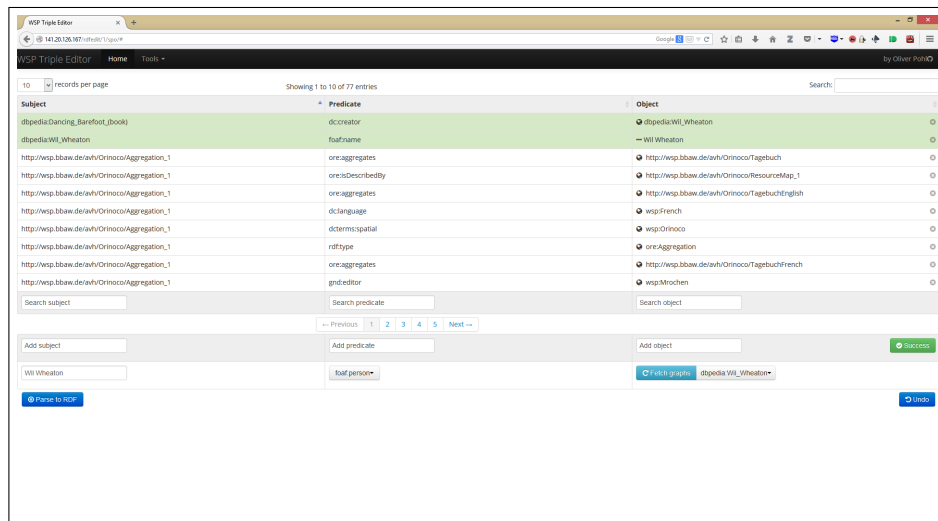 WSP Triple Editor
141.20.126.167/rdfedit/1/spo/#
Google
WSP Triple Editor Home Tools
by Oliver Pohl
10 records per page
Showing 1 to 10 of 77 entries
Search:
Subject Predicate Object
dbpedia:Dancing_Barefoot_(book) dc:creator dbpedia:Wil_Wheaton
dbpedia:Wil_Wheaton foaf:name Wil Wheaton
http://wsp.bbaw.de/avh/Orinoco/Aggregation_1 ore:aggregates http://wsp.bbaw.de/avh/Orinoco/Tagebuch
http://wsp.bbaw.de/avh/Orinoco/Aggregation_1 ore:isDescribedBy http://wsp.bbaw.de/avh/Orinoco/ResourceMap_1
http://wsp.bbaw.de/avh/Orinoco/Aggregation_1 ore:aggregates http://wsp.bbaw.de/avh/Orinoco/TagebuchEnglish
http://wsp.bbaw.de/avh/Orinoco/Aggregation_1 dc:language wsp:French
http://wsp.bbaw.de/avh/Orinoco/Aggregation_1 dcterms:spatial wsp:Orinoco
http://wsp.bbaw.de/avh/Orinoco/Aggregation_1 rdf:type ore:Aggregation
http://wsp.bbaw.de/avh/Orinoco/Aggregation_1 ore:aggregates http://wsp.bbaw.de/avh/Orinoco/TagebuchFrench
http://wsp.bbaw.de/avh/Orinoco/Aggregation_1 gnd:editor wsp:Mrochen
Search subject Search predicate Search object
← Previous 1 2 3 4 5 Next →
Add subject Add predicate Add object Success
Wil Wheaton foaf:person Fetch graphs dbpedia:Wil_Wheaton
Parse to RDF Undo